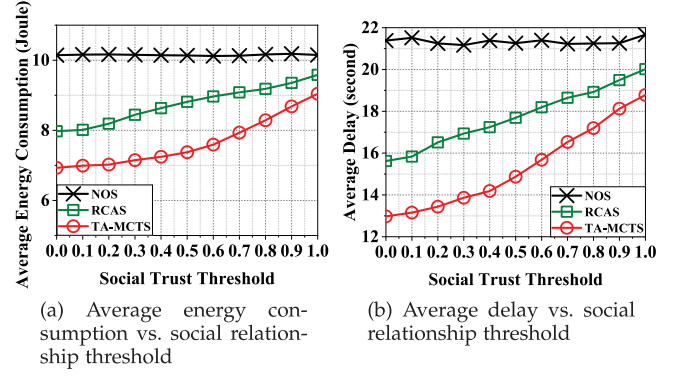 Average Energy Consumption (Joule)
10
8
6
NOS
RCAS
TA-MCTS
0.0 0.1 0.2 0.3 0.4 0.5 0.6 0.7 0.8 0.9 1.0
Social Trust Threshold
(a) Average energy con-
sumption vs. social relation-
ship threshold
Average Delay (second)
22
20
18
16
14
12
NOS
RCAS
TA-MCTS
0.0 0.1 0.2 0.3 0.4 0.5 0.6 0.7 0.8 0.9 1.0
Social Trust Threshold
(b) Average delay vs. social
relationship threshold